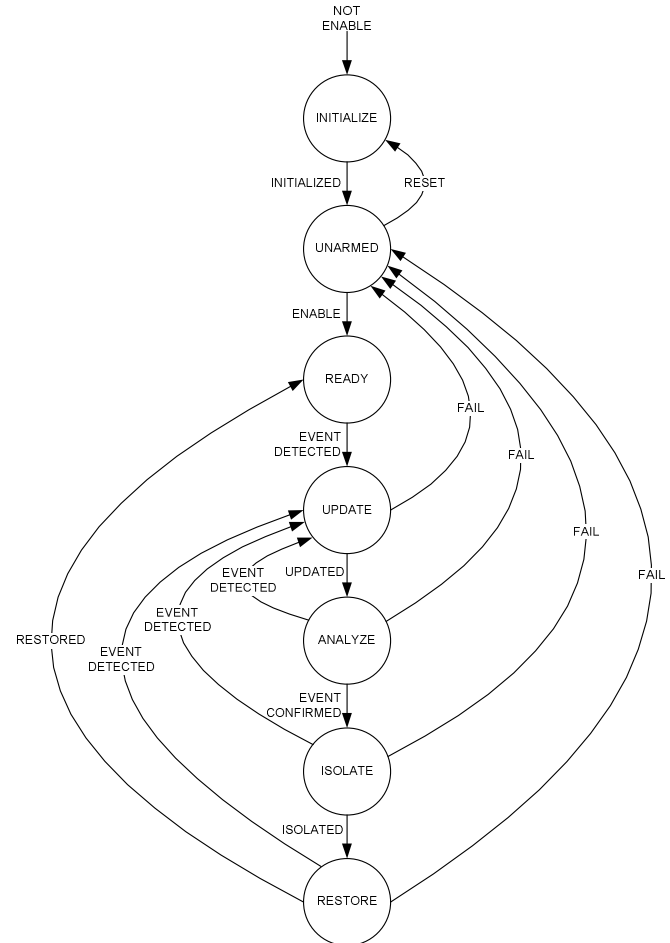 NOT
ENABLE
INITIALIZE
INITIALIZED
RESET
UNARMED
ENABLE
READY
FAIL
EVENT
DETECTED
FAIL
UPDATE
FAIL
EVENT
DETECTED
UPDATED
FAIL
EVENT
DETECTED
RESTORED
EVENT
DETECTED
ANALYZE
EVENT
CONFIRMED
ISOLATE
ISOLATED
RESTORE